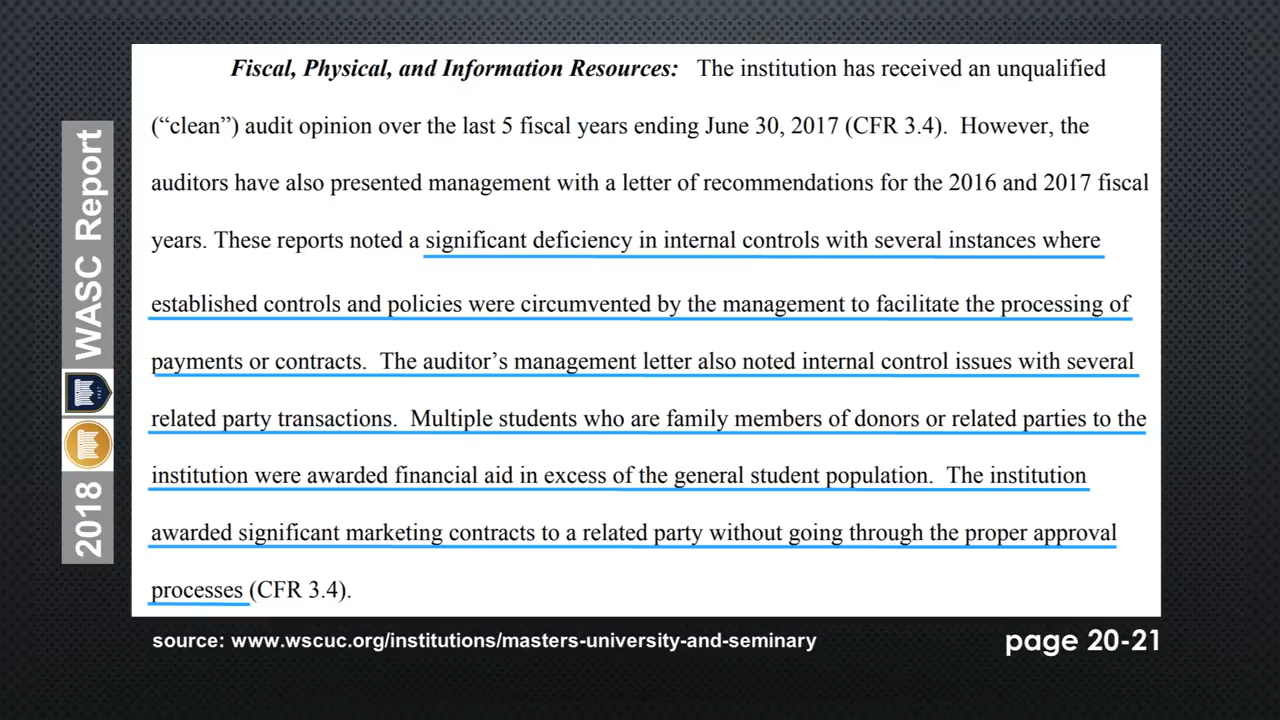 Fiscal, Physical, and Information Resources: The institution has received an unqualified
(“clean”) audit opinion over the last 5 fiscal years ending June 30, 2017 (CFR 3.4). However, the
auditors have also presented management with a letter of recommendations for the 2016 and 2017 fiscal
years. These reports noted a significant deficiency in internal controls with several instances where
established controls and policies were circumvented by the management to facilitate the processing of
payments or contracts. The auditor’s management letter also noted internal control issues with several
related party transactions. Multiple students who are family members of donors or related parties to the
institution were awarded financial aid in excess of the general student population. The institution
awarded significant marketing contracts to a related party without going through the proper approval
processes (CFR 3.4).
2018 WASC Report
source: www.wscuc.org/institutions/masters-university-and-seminary
page 20-21